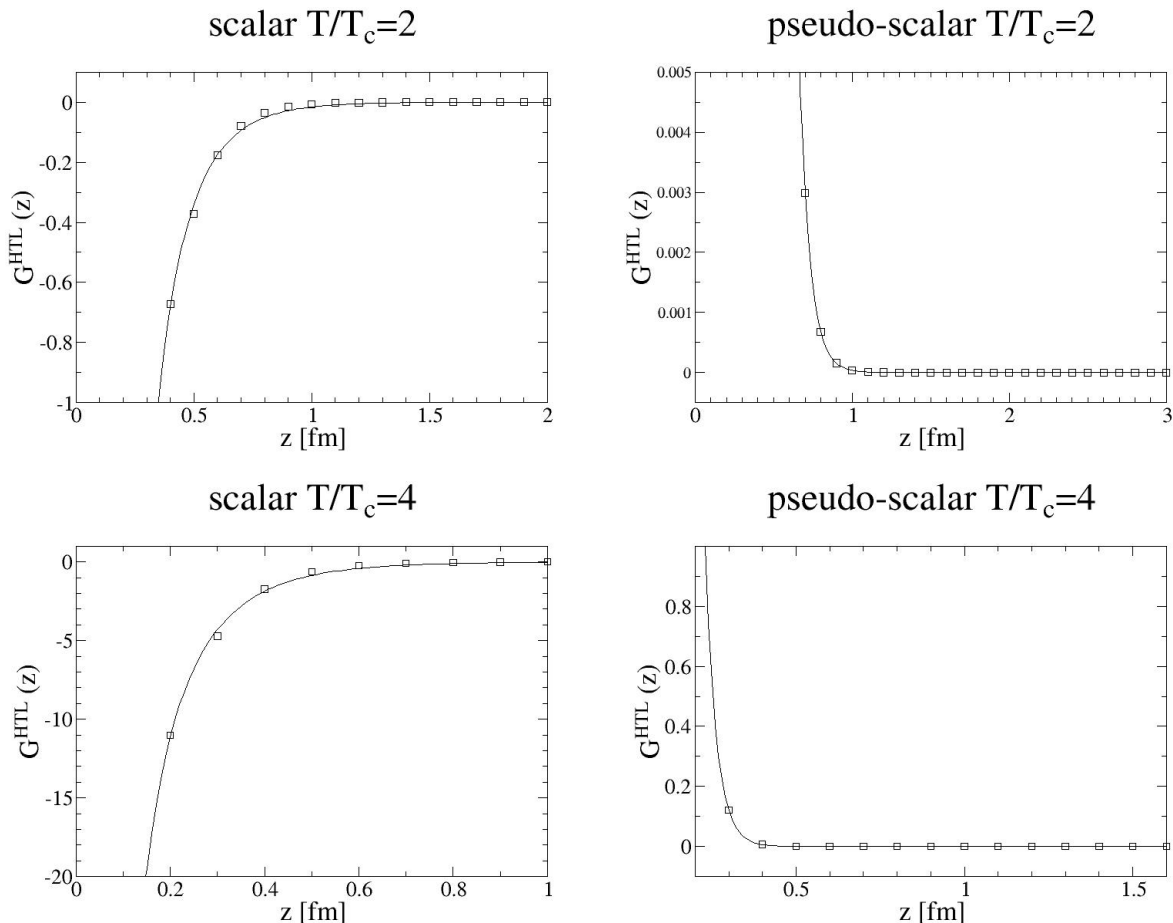 scalar T/Tc=2
0
-0.2
-0.4
-0.6
-0.8
-1
G^HTL (z)
0 0.5 1 1.5 2
z [fm]
pseudo-scalar T/Tc=2
0.005
0.004
0.003
0.002
0.001
0
G^HTL (z)
0 1 2 3
z [fm]
scalar T/Tc=4
0
-5
-10
-15
-20
G^HTL (z)
0 0.2 0.4 0.6 0.8 1
z [fm]
pseudo-scalar T/Tc=4
0.8
0.6
0.4
0.2
0
G^HTL (z)
0.5 1 1.5
z [fm]